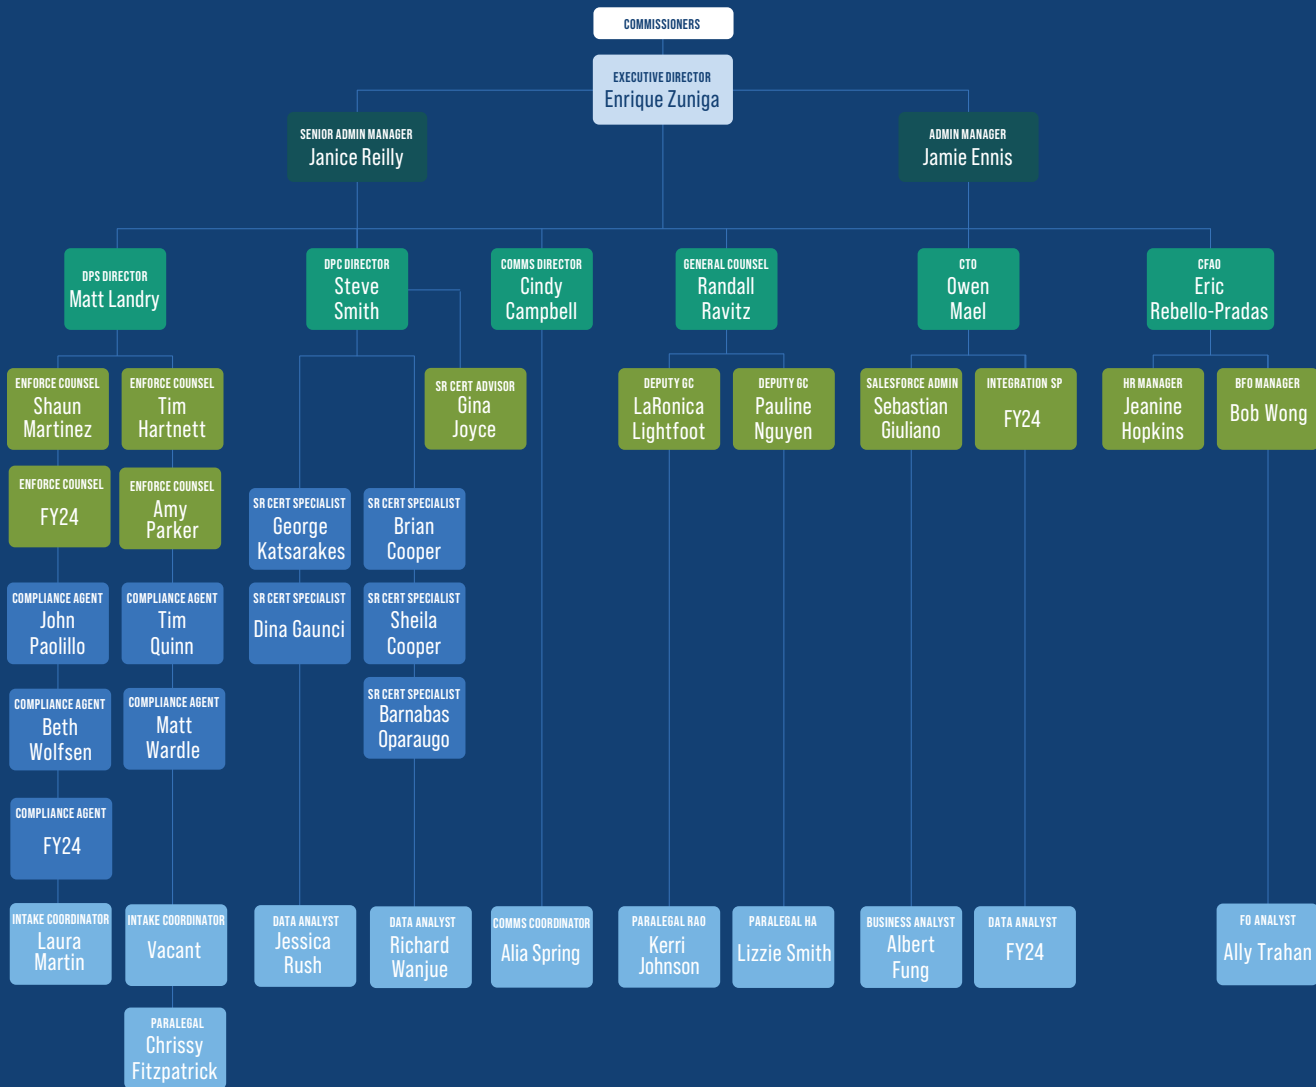 COMMISSIONERS
EXECUTIVE DIRECTOR
Enrique Zuniga
SENIOR ADMIN MANAGER
Janice Reilly
ADMIN MANAGER
Jamie Ennis
DPS DIRECTOR
Matt Landry
DPC DIRECTOR
Steve
Smith
COMMS DIRECTOR
Cindy
Campbell
GENERAL COUNSEL
Randall
Ravitz
CTO
Owen
Mael
CFAO
Eric
Rebello-Pradas
ENFORCE COUNSEL
Shaun
Martinez
ENFORCE COUNSEL
Tim
Hartnett
SR CERT ADVISOR
Gina
Joyce
DEPUTY GC
LaRonica
Lightfoot
DEPUTY GC
Pauline
Nguyen
SALESFORCE ADMIN
Sebastian
Giuliano
INTEGRATION SP
FY24
HR MANAGER
Jeanine
Hopkins
BFO MANAGER
Bob Wong
ENFORCE COUNSEL
FY24
ENFORCE COUNSEL
Amy
Parker
SR CERT SPECIALIST
George
Katsarakes
SR CERT SPECIALIST
Brian
Cooper
COMPLIANCE AGENT
John
Paolillo
COMPLIANCE AGENT
Tim
Quinn
SR CERT SPECIALIST
Dina Gaunci
SR CERT SPECIALIST
Sheila
Cooper
COMPLIANCE AGENT
Beth
Wolfsen
COMPLIANCE AGENT
Matt
Wardle
SR CERT SPECIALIST
Barnabas
Oparaugo
COMPLIANCE AGENT
FY24
INTAKE COORDINATOR
Laura
Martin
INTAKE COORDINATOR
Vacant
DATA ANALYST
Jessica
Rush
DATA ANALYST
Richard
Wanjue
COMMS COORDINATOR
Alia Spring
PARALEGAL RAO
Kerri
Johnson
PARALEGAL HA
Lizzie Smith
BUSINESS ANALYST
Albert
Fung
DATA ANALYST
FY24
FO ANALYST
Ally Trahan
PARALEGAL
Chrissy
Fitzpatrick